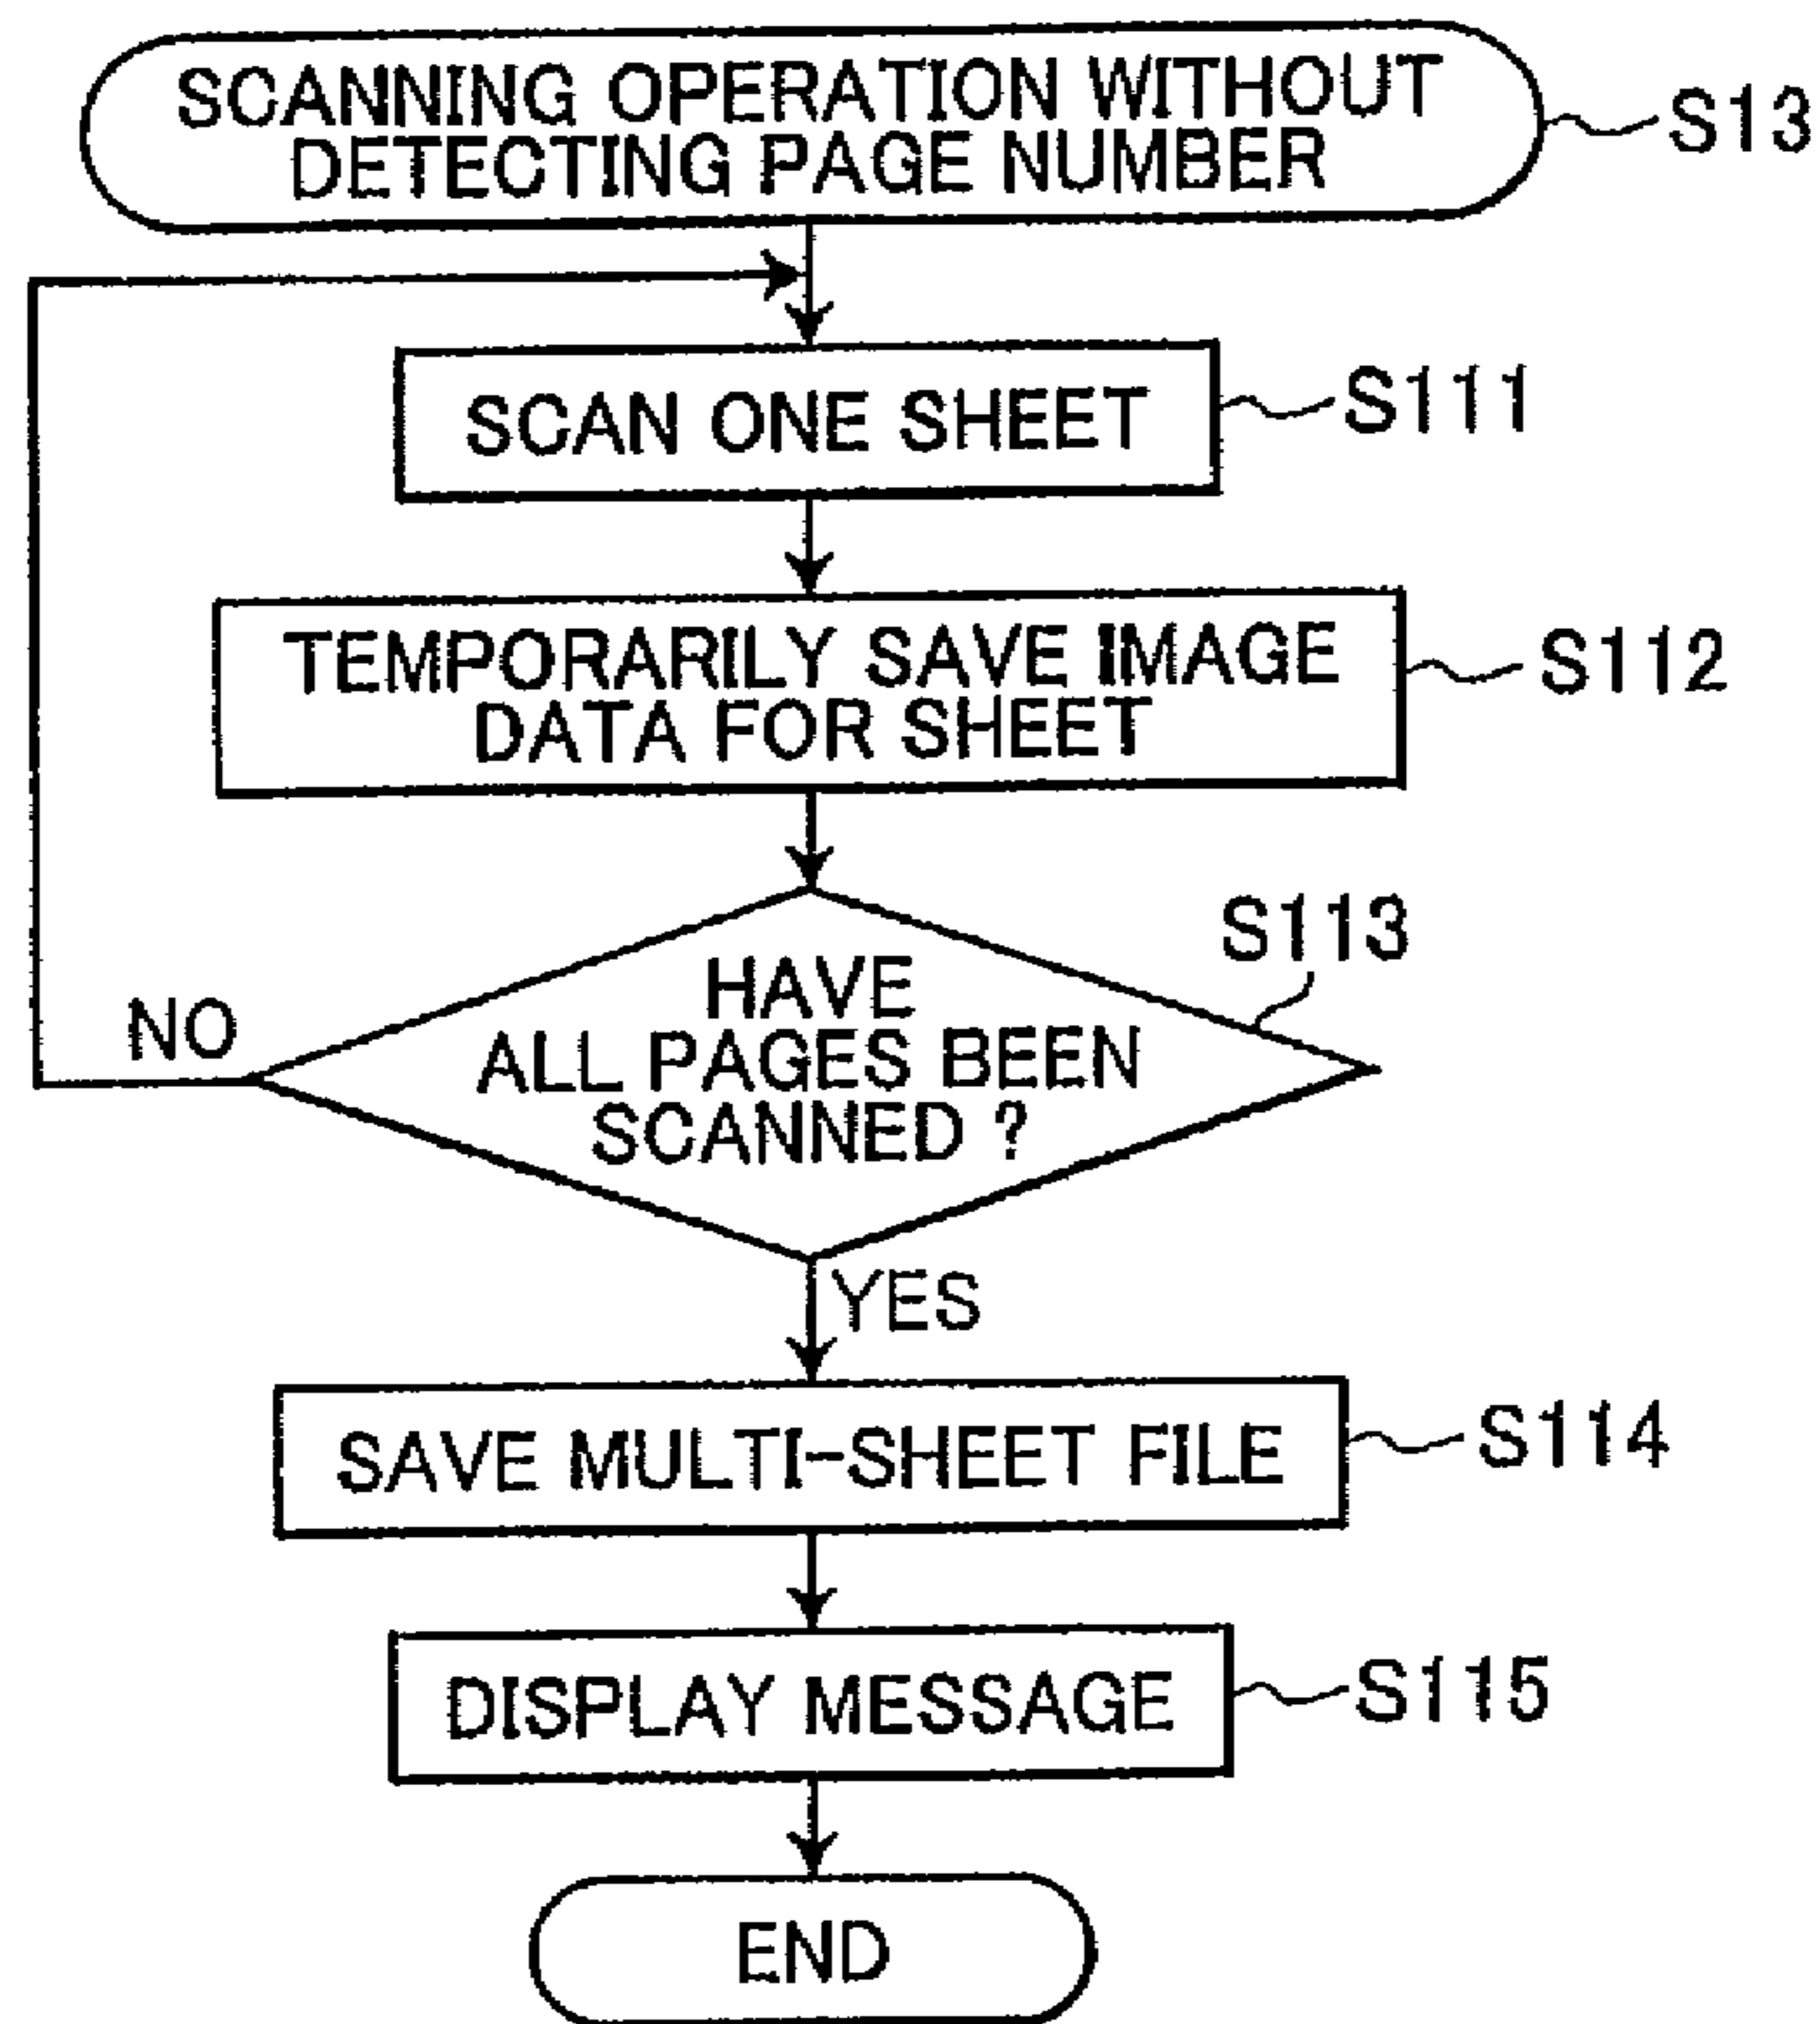 SCANNING OPERATION WITHOUT
DETECTING PAGE NUMBER
S13
SCAN ONE SHEET
S111
TEMPORARILY SAVE IMAGE
DATA FOR SHEET
S112
HAVE
ALL PAGES BEEN
SCANNED ?
S113
NO
YES
SAVE MULTI-SHEET FILE
S114
DISPLAY MESSAGE
S115
END